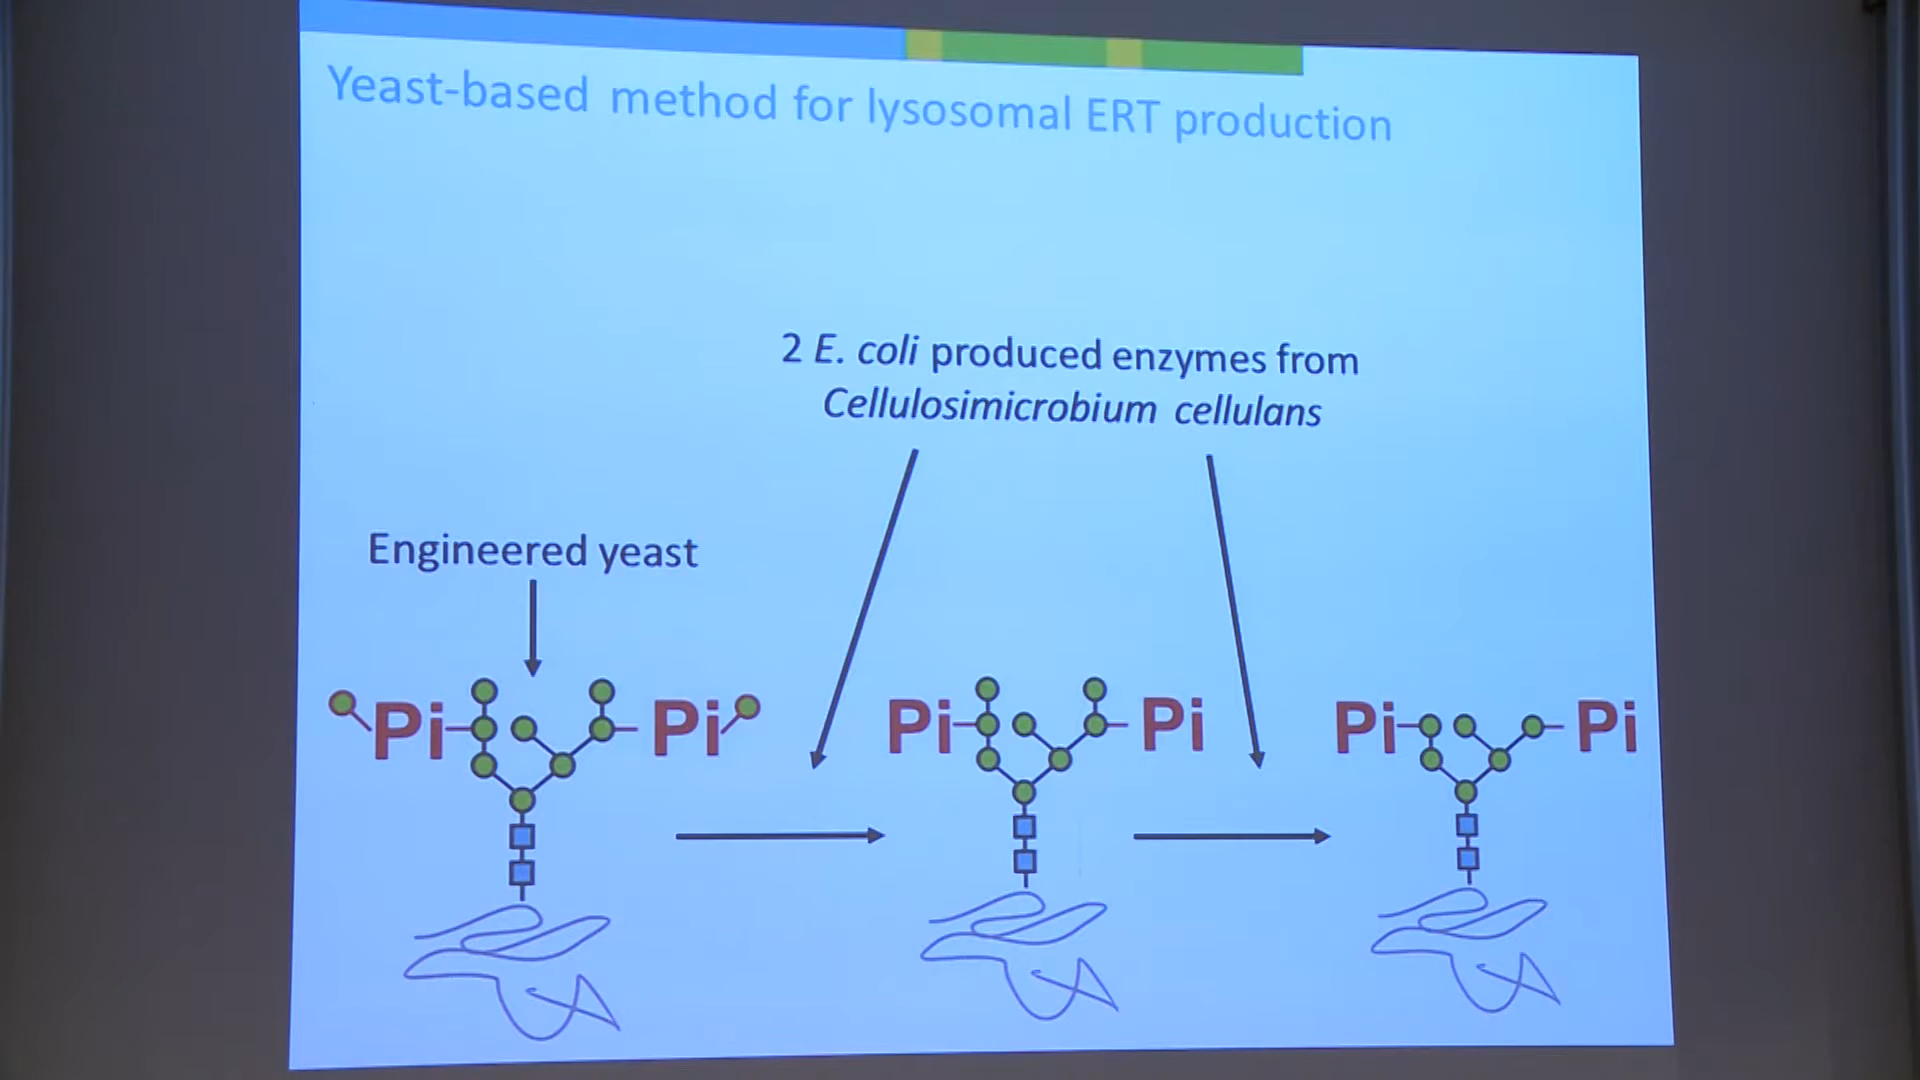 Yeast-based method for lysosomal ERT production
2 E. coli produced enzymes from
Cellulosimicrobium cellulans
Engineered yeast
Pi Pi Pi Pi Pi Pi